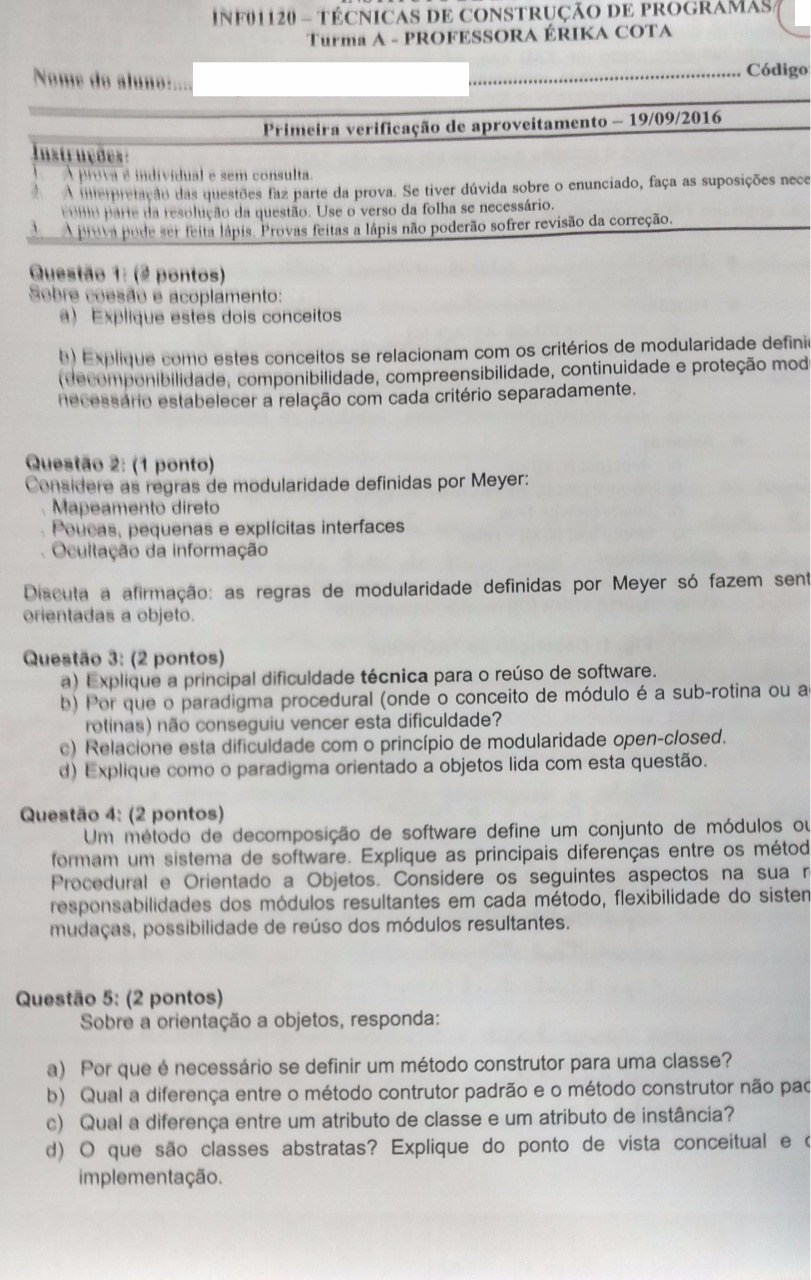 INF01120 – TÉCNICAS DE CONSTRUÇÃO DE PROGRAMAS
Turma A - PROFESSORA ÉRIKA COTA
Nome do aluno:.... ........................................................ Código
Primeira verificação de aproveitamento – 19/09/2016
Instruções:
1. A prova é individual e sem consulta.
2. A interpretação das questões faz parte da prova. Se tiver dúvida sobre o enunciado, faça as suposições nece
como parte da resolução da questão. Use o verso da folha se necessário.
3. A prova pode ser feita lápis. Provas feitas a lápis não poderão sofrer revisão da correção.
Questão 1: (2 pontos)
Sobre coesão e acoplamento:
a) Explique estes dois conceitos
b) Explique como estes conceitos se relacionam com os critérios de modularidade defini
(decomponibilidade, componibilidade, compreensibilidade, continuidade e proteção mod
necessário estabelecer a relação com cada critério separadamente.
Questão 2: (1 ponto)
Considere as regras de modularidade definidas por Meyer:
. Mapeamento direto
. Poucas, pequenas e explícitas interfaces
. Ocultação da informação
Discuta a afirmação: as regras de modularidade definidas por Meyer só fazem sent
orientadas a objeto.
Questão 3: (2 pontos)
a) Explique a principal dificuldade técnica para o reúso de software.
b) Por que o paradigma procedural (onde o conceito de módulo é a sub-rotina ou a
rotinas) não conseguiu vencer esta dificuldade?
c) Relacione esta dificuldade com o princípio de modularidade open-closed.
d) Explique como o paradigma orientado a objetos lida com esta questão.
Questão 4: (2 pontos)
Um método de decomposição de software define um conjunto de módulos ou
formam um sistema de software. Explique as principais diferenças entre os métod
Procedural e Orientado a Objetos. Considere os seguintes aspectos na sua r
responsabilidades dos módulos resultantes em cada método, flexibilidade do sistem
mudaças, possibilidade de reúso dos módulos resultantes.
Questão 5: (2 pontos)
Sobre a orientação a objetos, responda:
a) Por que é necessário se definir um método construtor para uma classe?
b) Qual a diferença entre o método contrutor padrão e o método construtor não pad
c) Qual a diferença entre um atributo de classe e um atributo de instância?
d) O que são classes abstratas? Explique do ponto de vista conceitual e d
implementação.